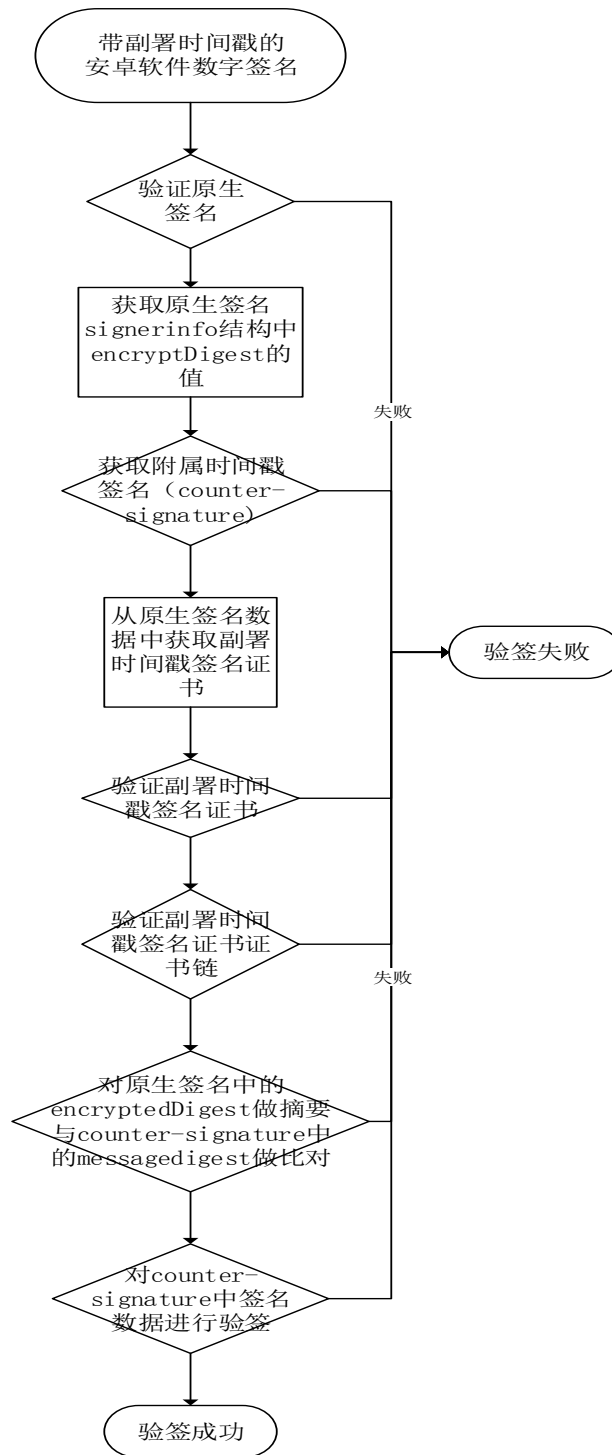 带副署时间戳的
安卓软件数字签名
验证原生
签名
获取原生签名
signerinfo结构中
encryptDigest的
值
失败
获取附属时间戳
签名（counter-
signature)
从原生签名数
据中获取副署
时间戳签名证
书
验签失败
验证副署时间
戳签名证书
验证副署时间
戳签名证书证
书链
失败
对原生签名中的
encryptedDigest做摘要
与counter-signature中
的messagedigest做比对
对counter-
signature中签名
数据进行验签
验签成功